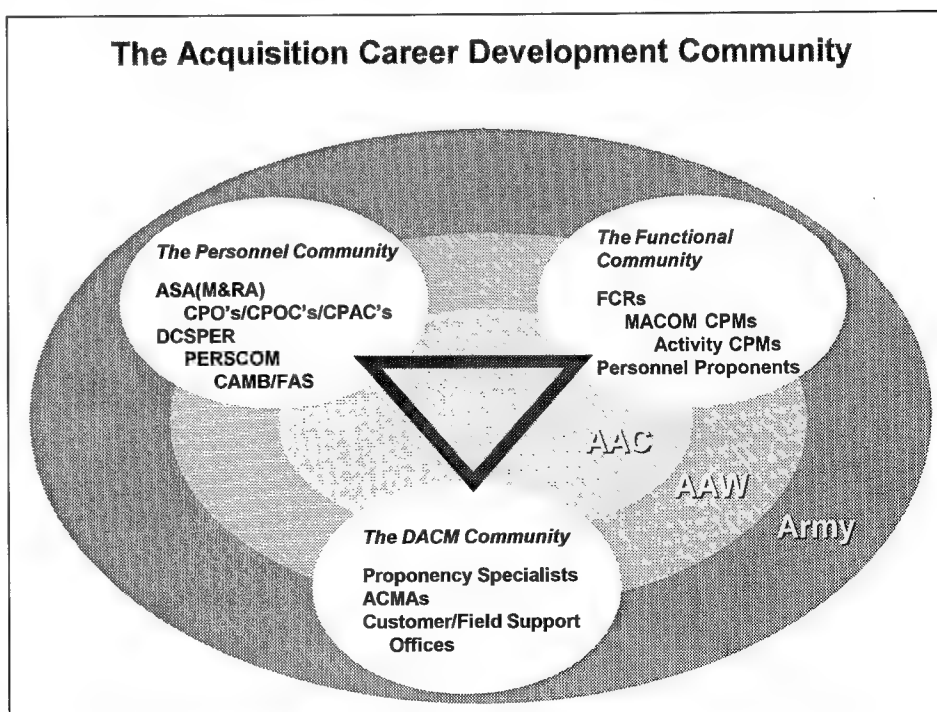 The Acquisition Career Development Community
The Personnel Community
ASA(M&RA)
CPO's/CPOC's/CPAC's
DCSPER
PERSCOM
CAMB/FAS
The Functional
Community
FCRs
MACOM CPMs
Activity CPMs
Personnel Proponents
AAC
AAW
Army
The DACM Community
Proponency Specialists
ACMAs
Customer/Field Support
Offices